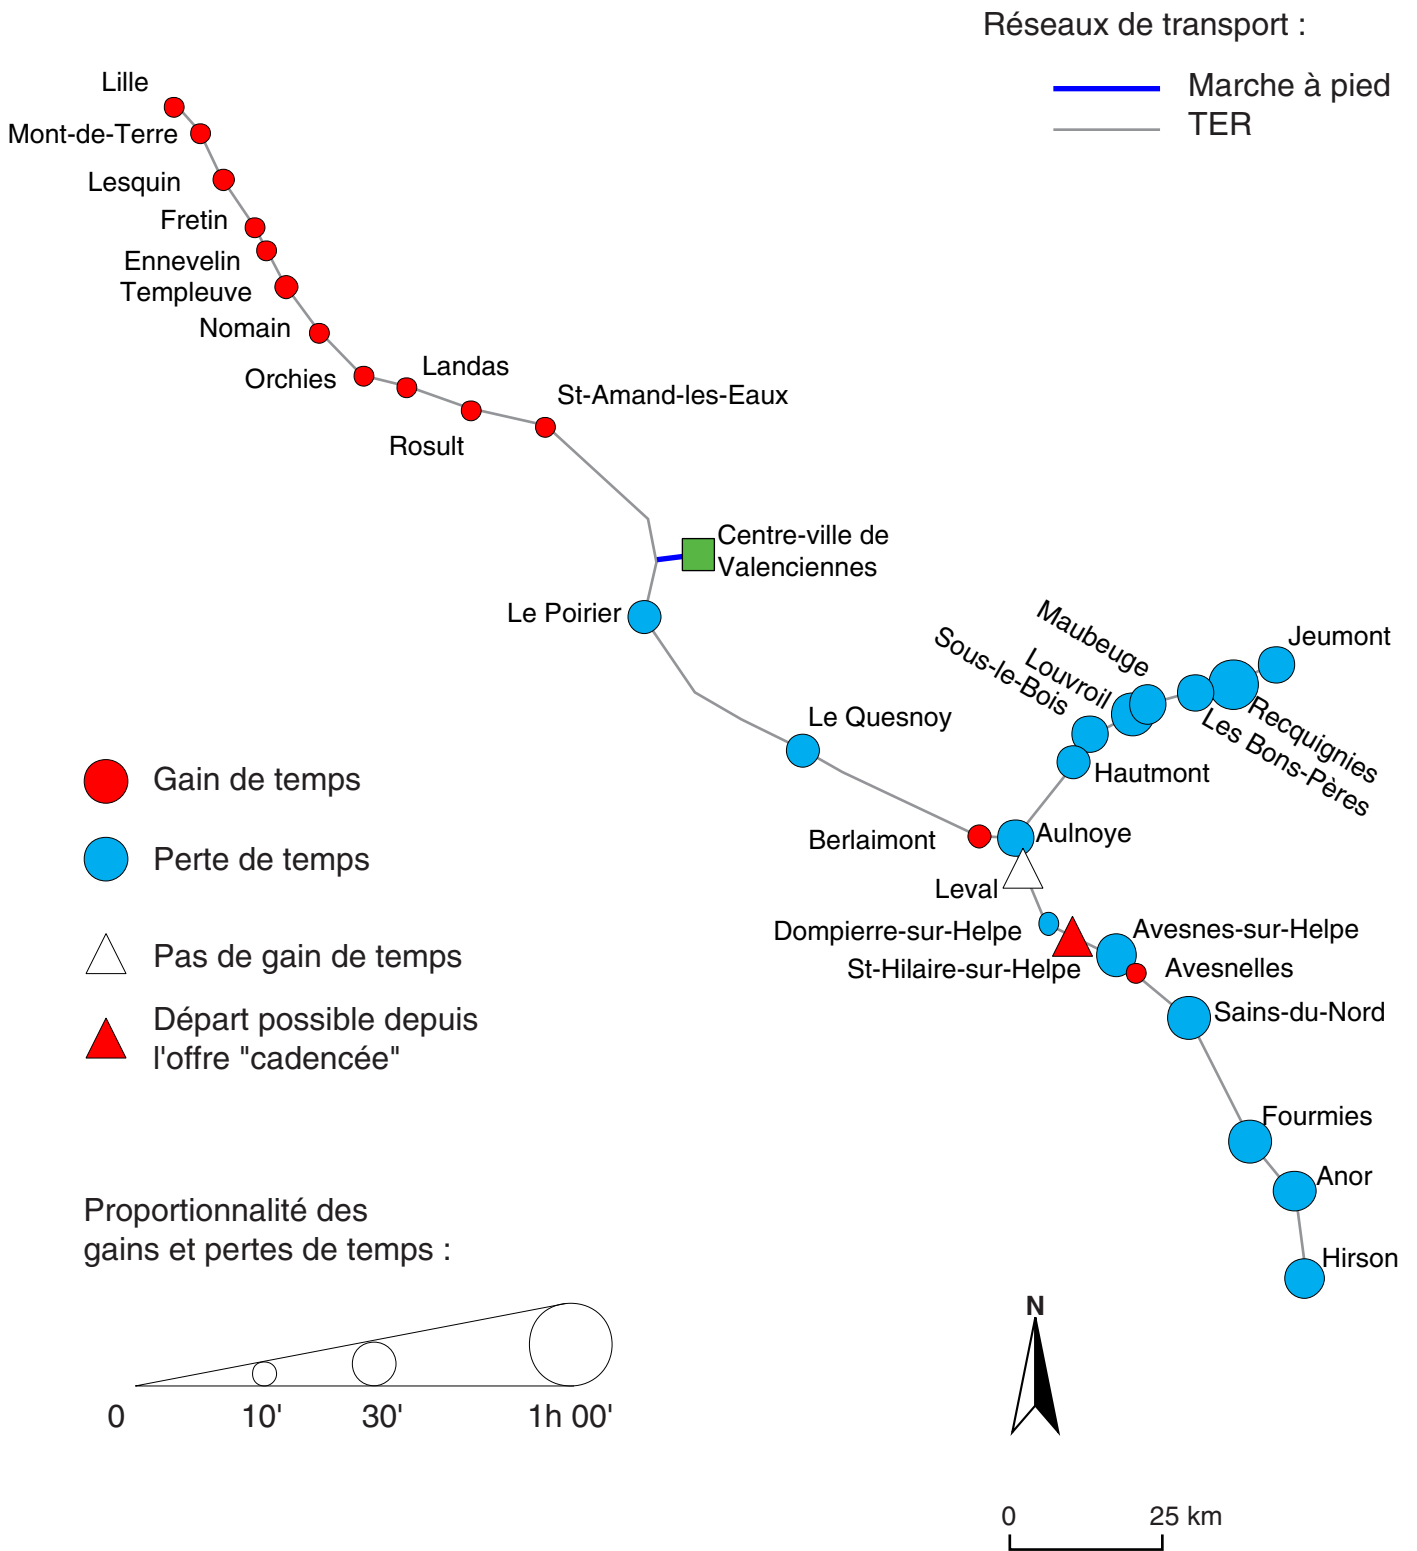 Réseaux de transport :
Marche à pied
TER
Lille
Mont-de-Terre
Lesquin
Fretin
Ennevelin
Templeuve
Nomain
Orchies
Landas
Rosult
St-Amand-les-Eaux
Centre-ville de
Valenciennes
Le Poirier
Le Quesnoy
Berlaimont
Aulnoye
Hautmont
Sous-le-Bois
Louvroil
Maubeuge
Les Bons-Pères
Recquignies
Jeumont
Leval
Dompierre-sur-Helpe
St-Hilaire-sur-Helpe
Avesnes-sur-Helpe
Avesnelles
Sains-du-Nord
Fourmies
Anor
Hirson
Gain de temps
Perte de temps
Pas de gain de temps
Départ possible depuis
l'offre "cadencée"
Proportionnalité des
gains et pertes de temps :
0 10' 30' 1h 00'
N
0 25 km